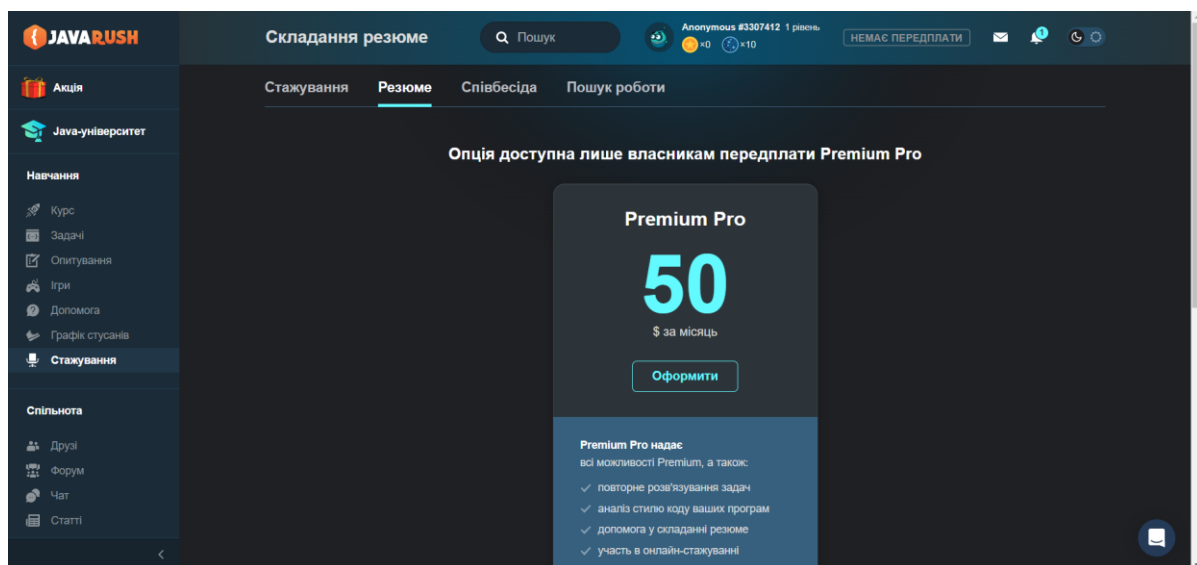 JAVARUSH
Складання резюме
Пошук
Anonymous #3307412 1 рівень
×0 ×10
НЕМАЄ ПЕРЕДПЛАТИ
1
Акція
Java-університет
Навчання
Курс
Задачі
Опитування
Ігри
Допомога
Графік стусанів
Стажування
Спільнота
Друзі
Форум
Чат
Статті
Стажування Резюме Співбесіда Пошук роботи
Опція доступна лише власникам передплати Premium Pro
Premium Pro
50
$ за місяць
Оформити
Premium Pro надає
всі можливості Premium, а також:
повторне розв'язування задач
аналіз стилю коду ваших програм
допомога у складанні резюме
участь в онлайн-стажуванні